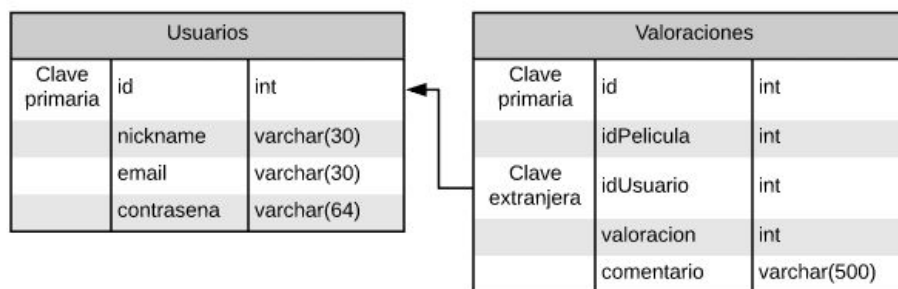 Usuarios
Clave primaria id int
nickname varchar(30)
email varchar(30)
contrasena varchar(64)
Valoraciones
Clave primaria id int
idPelicula int
Clave extranjera idUsuario int
valoracion int
comentario varchar(500)